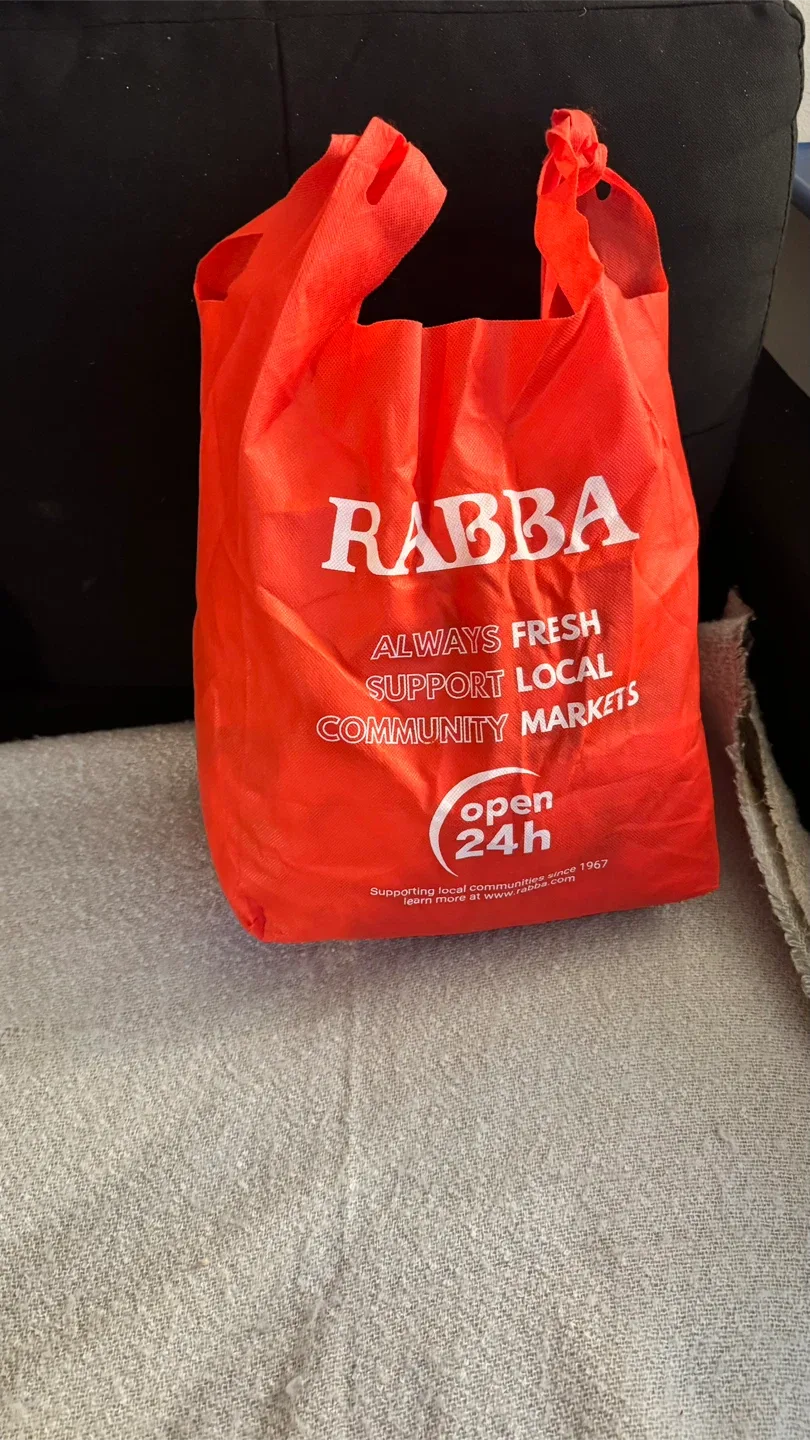 RABBA
ALWAYS FRESH
SUPPORT LOCAL
COMMUNITY MARKETS
open
24h
Supporting local communities since 1967
learn more at www.rabba.com